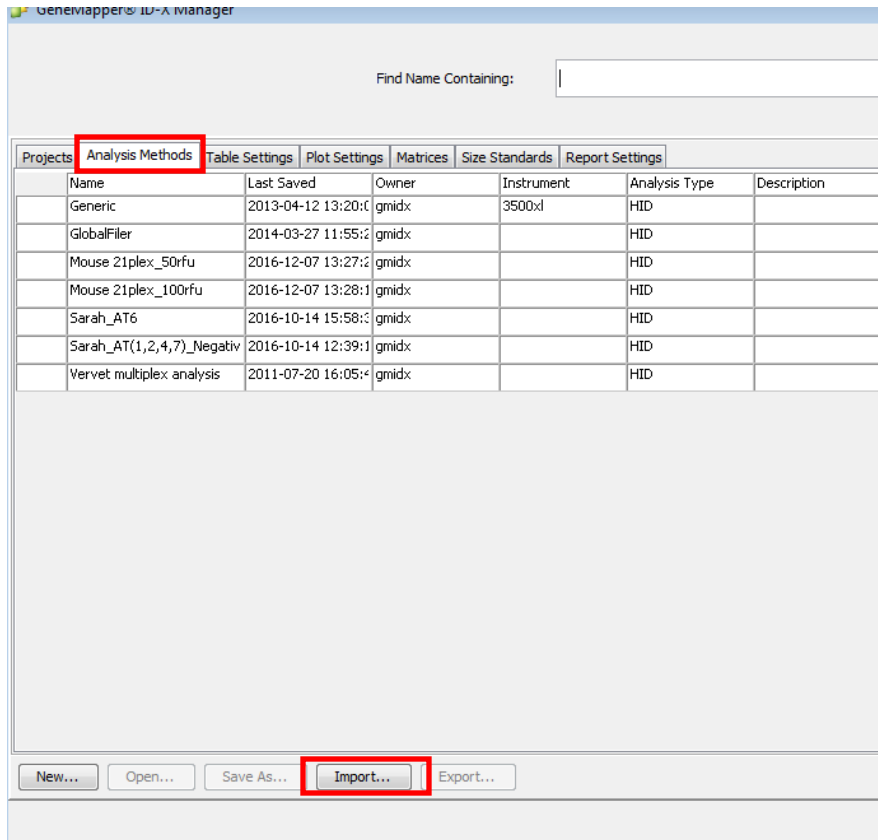 GeneMapper® ID-X Manager
Find Name Containing:
Projects Analysis Methods Table Settings Plot Settings Matrices Size Standards Report Settings
Name Last Saved Owner Instrument Analysis Type Description
Generic 2013-04-12 13:20:0 gmidx 3500xl HID
GlobalFiler 2014-03-27 11:55:2 gmidx HID
Mouse 21plex_50rfu 2016-12-07 13:27:2 gmidx HID
Mouse 21plex_100rfu 2016-12-07 13:28:1 gmidx HID
Sarah_AT6 2016-10-14 15:58:3 gmidx HID
Sarah_AT(1,2,4,7)_Negativ 2016-10-14 12:39:1 gmidx HID
Vervet multiplex analysis 2011-07-20 16:05:4 gmidx HID
New... Open... Save As... Import... Export...